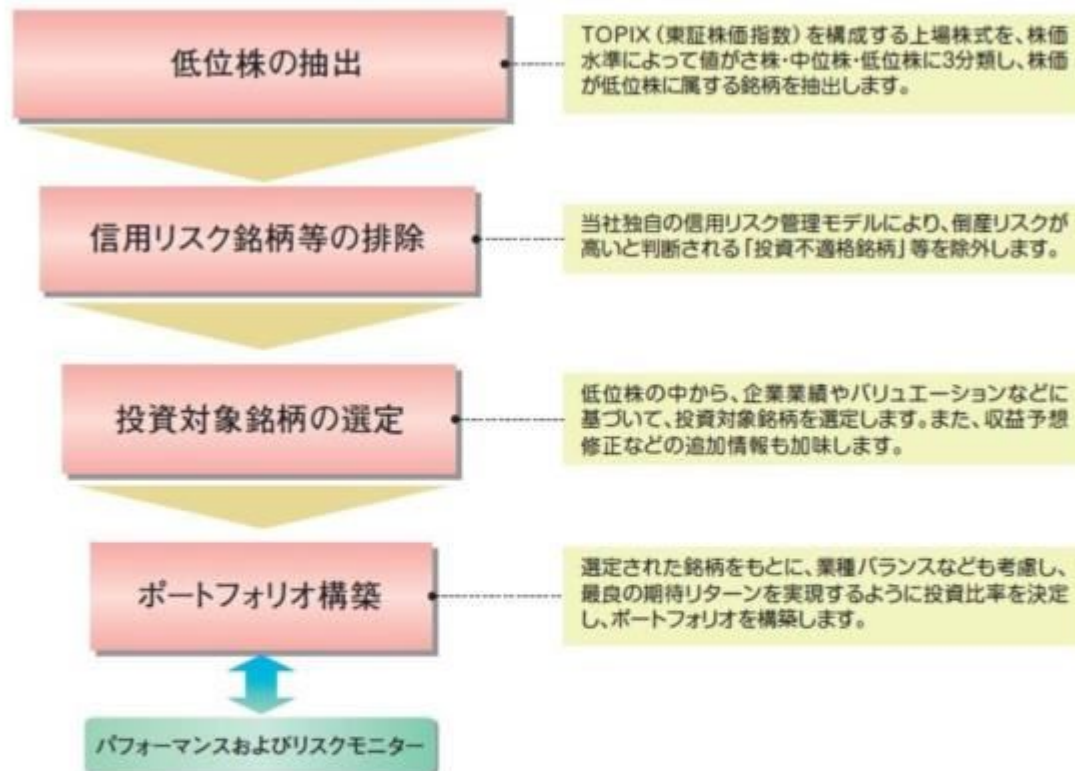 低位株の抽出
TOPIX(東証株価指数)を構成する上場株式を、株価
水準によって値がさ株・中位株・低位株に3分類し、株価
が低位株に属する銘柄を抽出します。
信用リスク銘柄等の排除
当社独自の信用リスク管理モデルにより、倒産リスクが
高いと判断される「投資不適格銘柄」等を除外します。
投資対象銘柄の選定
低位株の中から、企業業績やバリュエーションなどに
基づいて、投資対象銘柄を選定します。また、収益予想
修正などの追加情報も加味します。
ポートフォリオ構築
選定された銘柄をもとに、業種バランスなども考慮し、
最良の期待リターンを実現するように投資比率を決定
し、ポートフォリオを構築します。
パフォーマンスおよびリスクモニター